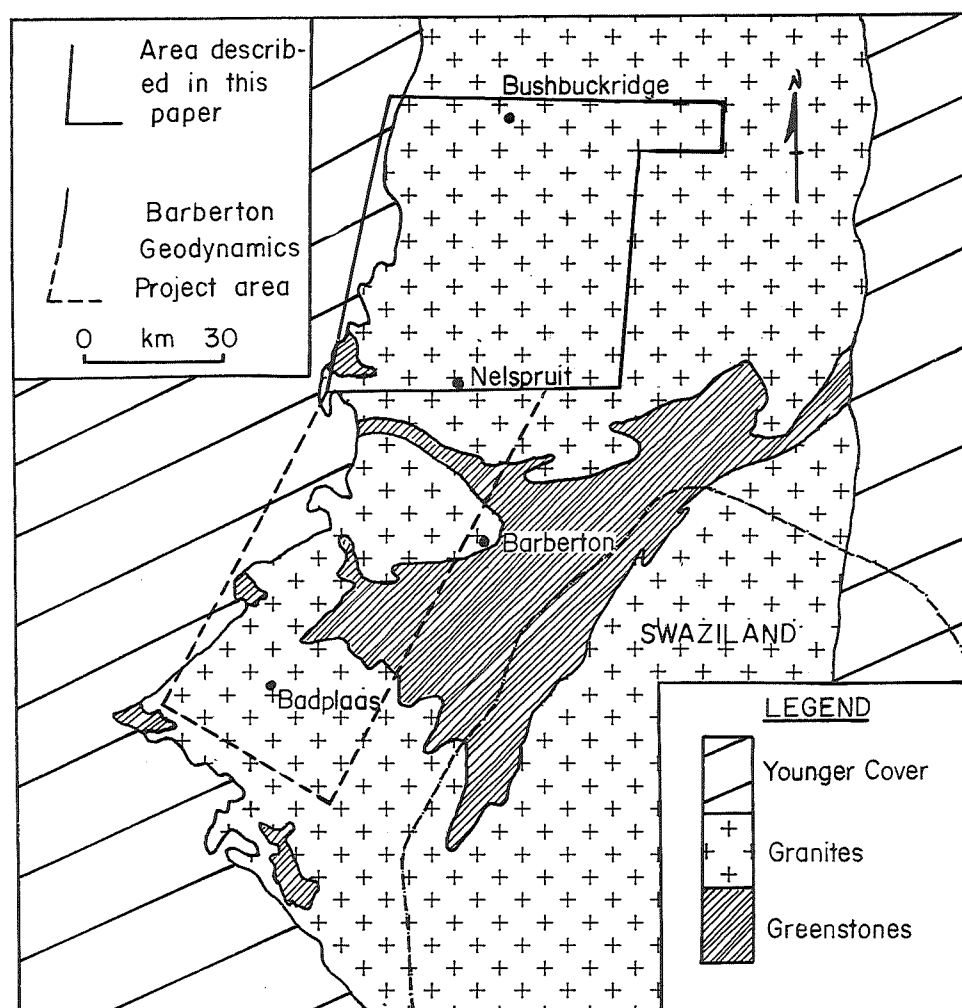 Area describ-
ed in this
paper
Barberton
Geodynamics
Project area
0 km 30
Bushbuckridge
N
Nelspruit
Barberton
SWAZILAND
Badplaas
LEGEND
Younger Cover
Granites
Greenstones